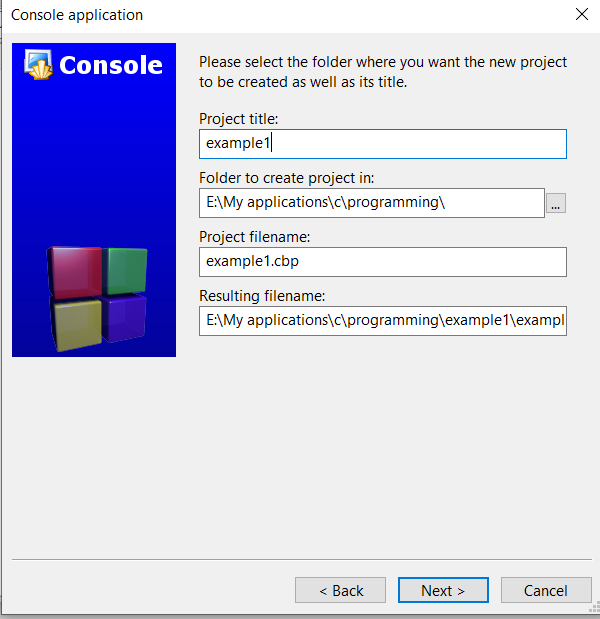 Console application
Console
Please select the folder where you want the new project
to be created as well as its title.
Project title:
example1
Folder to create project in:
E:\My applications\c\programming\
...
Project filename:
example1.cbp
Resulting filename:
E:\My applications\c\programming\example1\exampl
< Back
Next >
Cancel